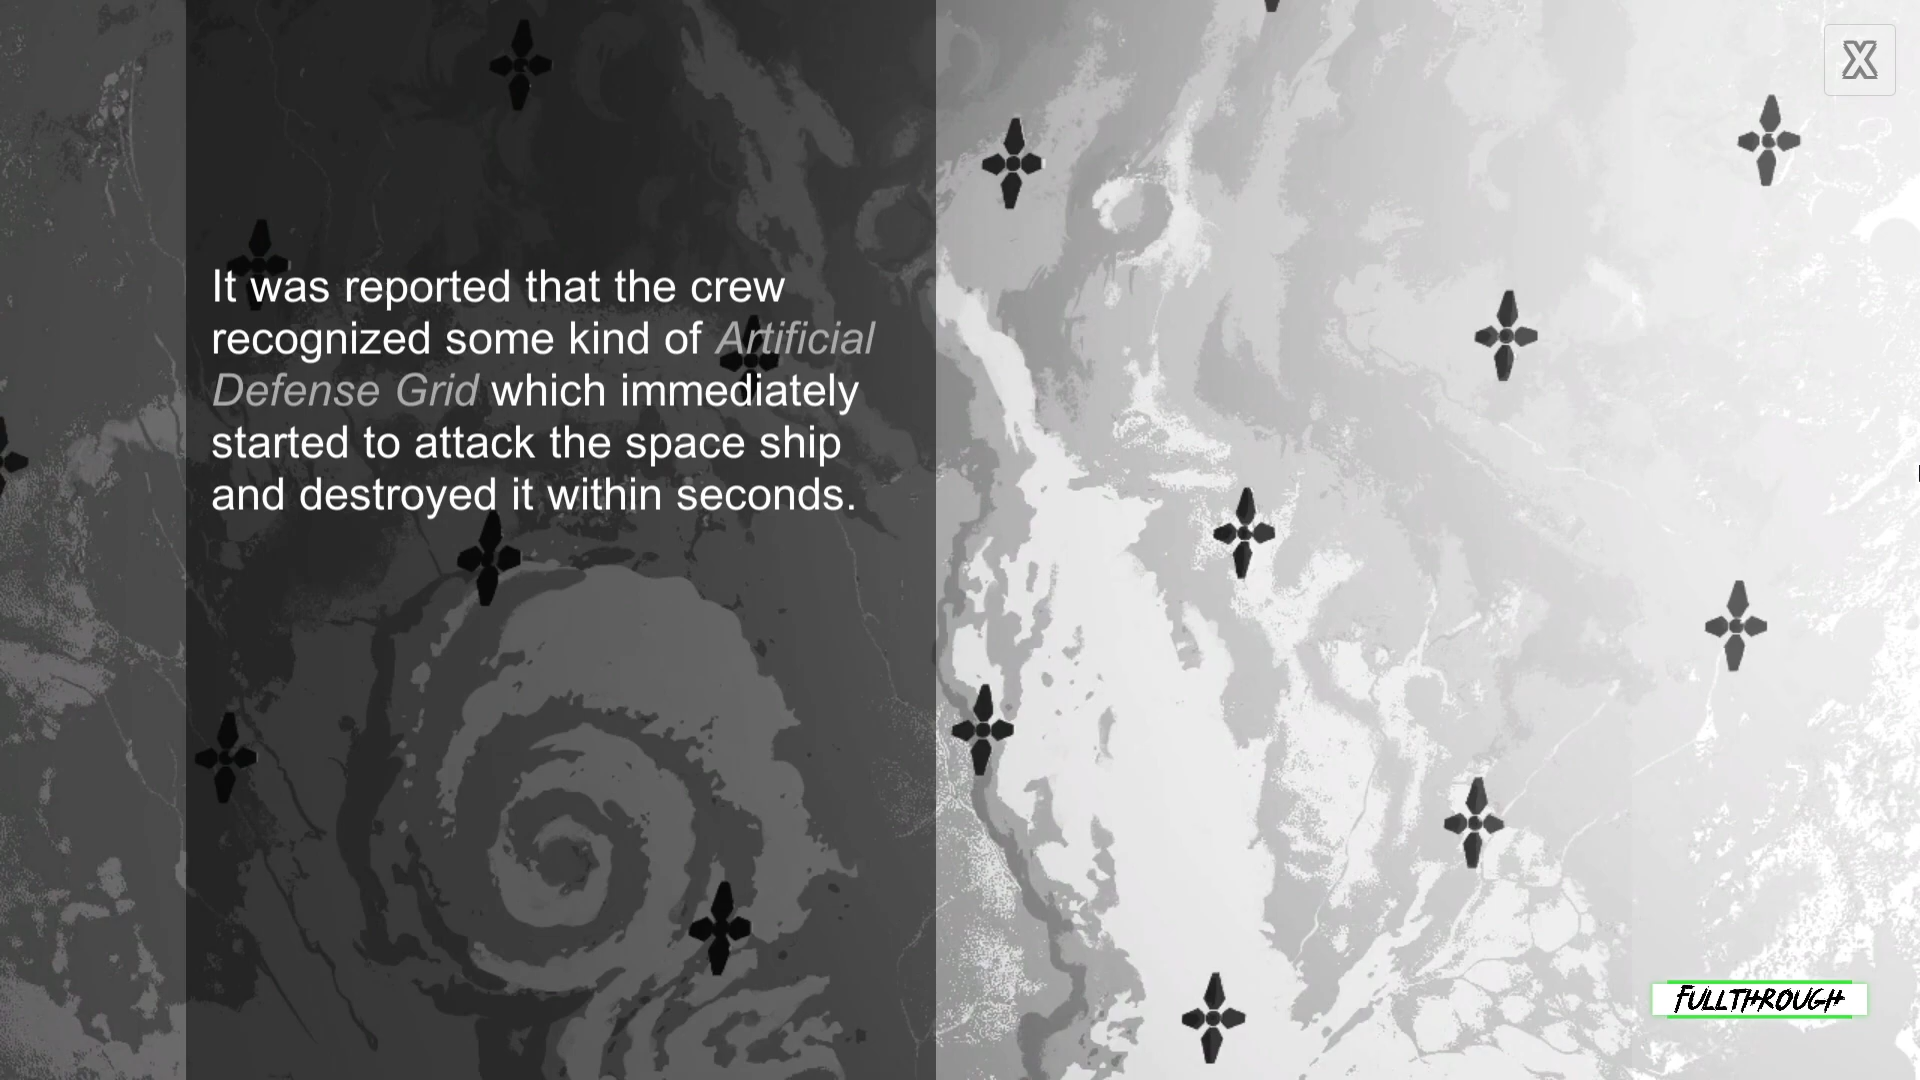 X
It was reported that the crew
recognized some kind of Artificial
Defense Grid which immediately
started to attack the space ship
and destroyed it within seconds.
FULLTHROUGH